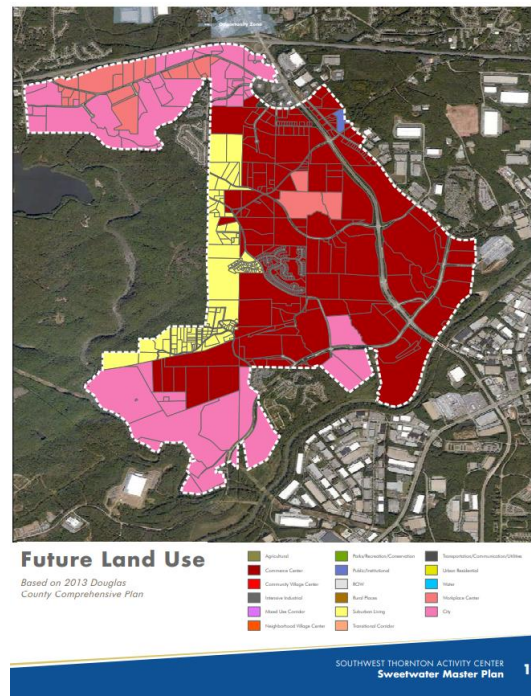 Opportunity Zone
Future Land Use
Based on 2013 Douglas
County Comprehensive Plan
Agricultural
Commerce Center
Community Village Center
Intensive Industrial
Mixed Use Corridor
Neighborhood Village Center
Parks/Recreation/Conservation
Public/Institutional
ROW
Rural Places
Suburban Living
Transitional Corridor
Transportation/Communication/Utilities
Urban Residential
Water
Workplace Center
City
SOUTHWEST THORNTON ACTIVITY CENTER
Sweetwater Master Plan
1